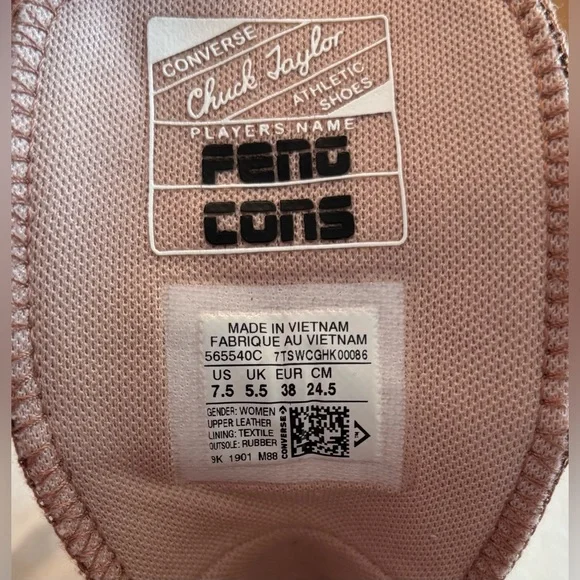 CONVERSE
Chuck Taylor
ATHLETIC
SHOES
PLAYERS NAME
FENG
CONS
MADE IN VIETNAM
FABRIQUE AU VIETNAM
565540C 7TSWCGHK00086
US UK EUR CM
7.5 5.5 38 24.5
GENDER: WOMEN
UPPER LEATHER
LINING: TEXTILE
OUTSOLE: RUBBER
CONVERSE
9K 1901 M88